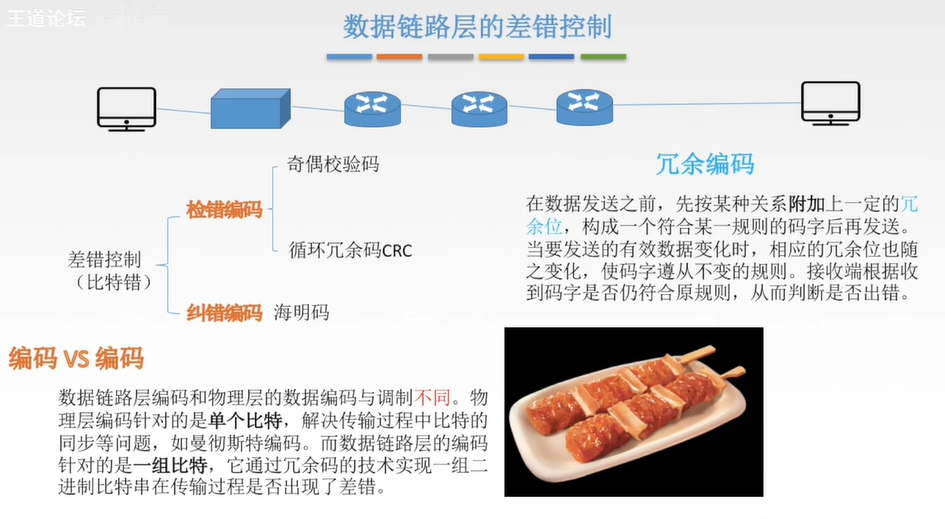 王道论坛
数据链路层的差错控制
奇偶校验码
检错编码
循环冗余码CRC
差错控制
（比特错）
纠错编码 海明码
冗余编码
在数据发送之前，先按某种关系附加上一定的冗
余位，构成一个符合某一规则的码字后再发送。
当要发送的有效数据变化时，相应的冗余位也随
之变化，使码字遵从不变的规则。接收端根据收
到码字是否仍符合原规则，从而判断是否出错。
编码 VS 编码
数据链路层编码和物理层的数据编码与调制不同。物
理层编码针对的是单个比特，解决传输过程中比特的
同步等问题，如曼彻斯特编码。而数据链路层的编码
针对的是一组比特，它通过冗余码的技术实现一组二
进制比特串在传输过程是否出现了差错。